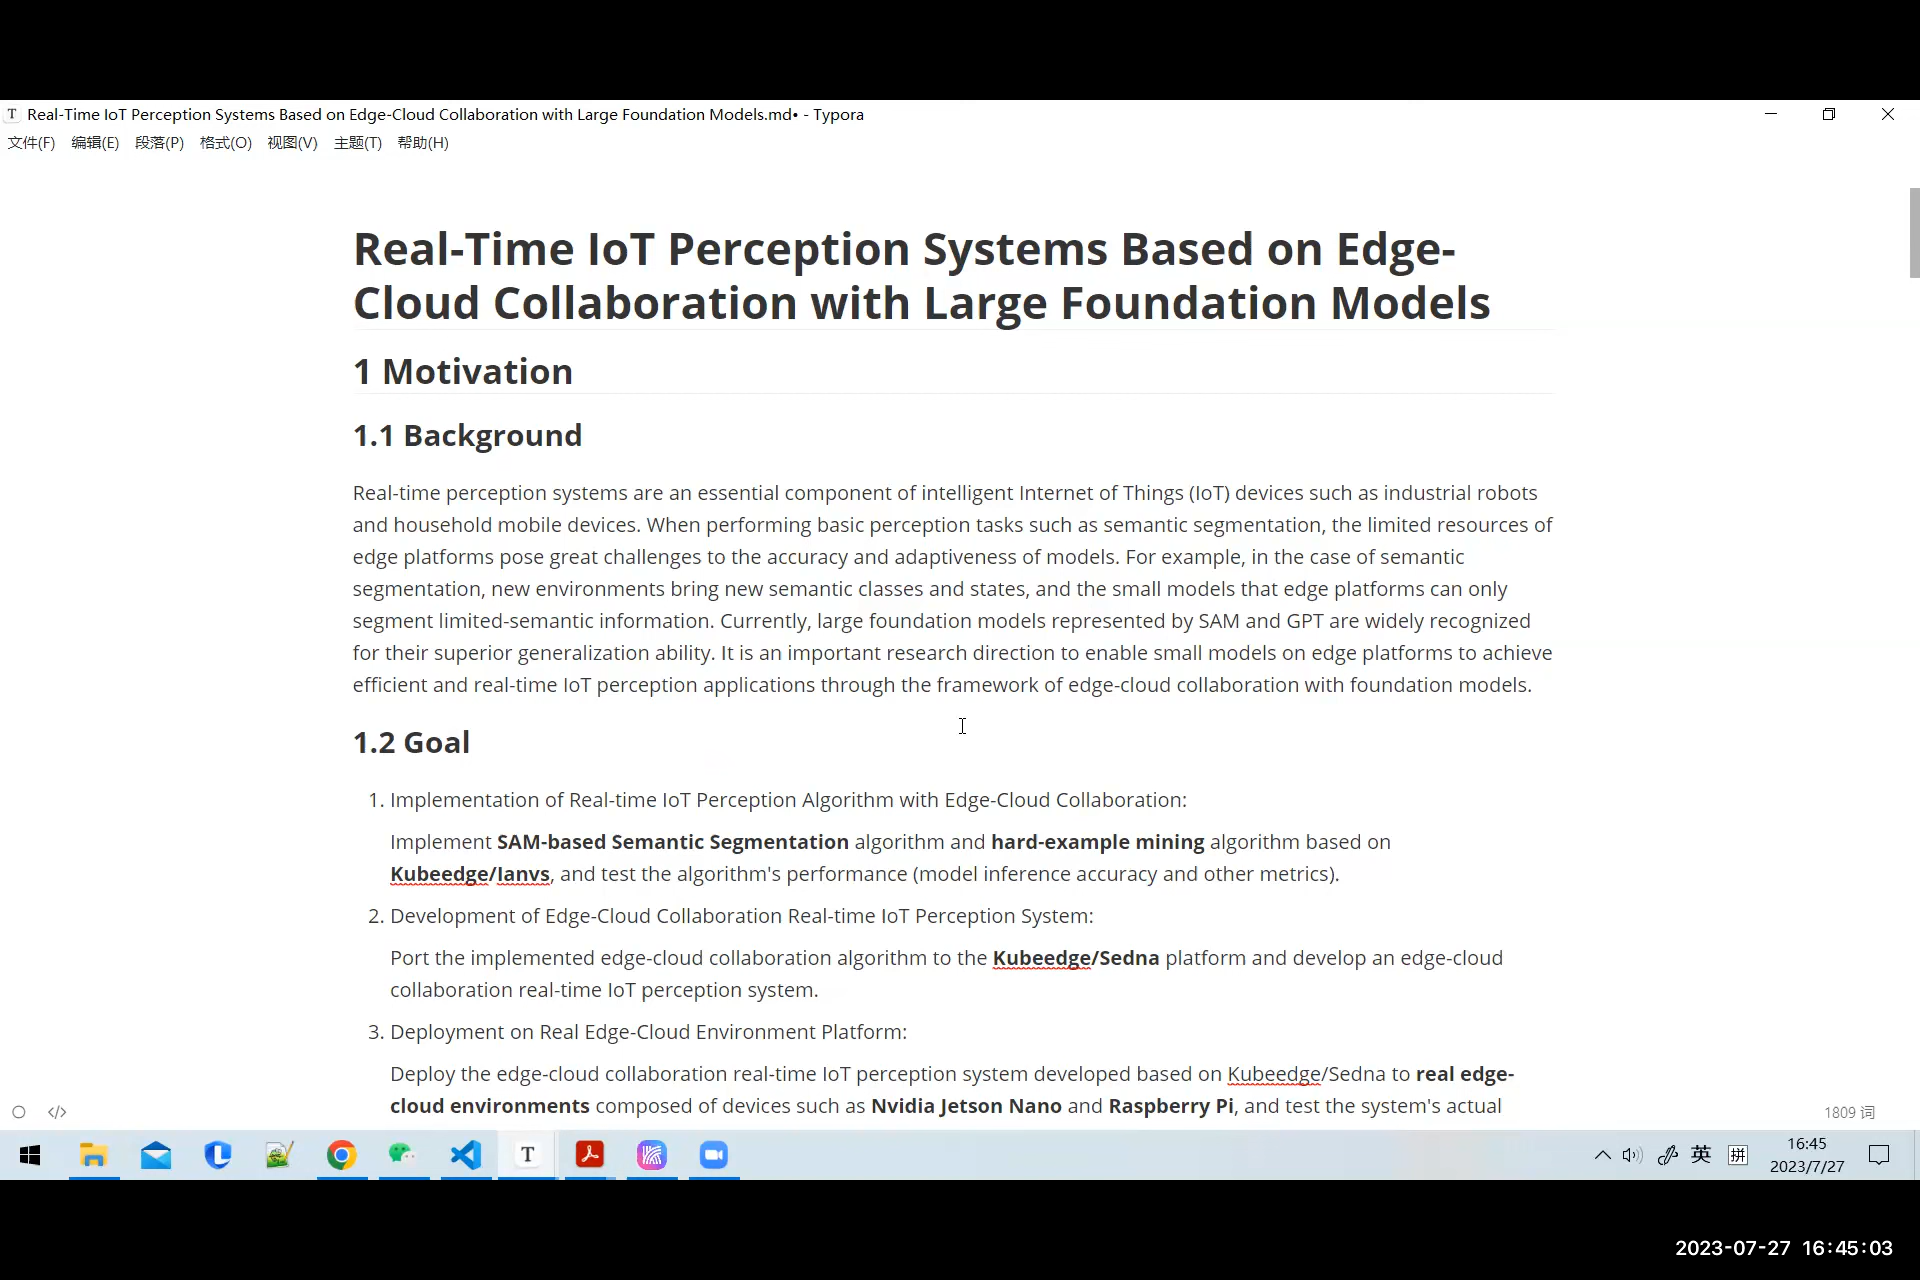 Real-Time IoT Perception Systems Based on Edge-Cloud Collaboration with Large Foundation Models.md• - Typora
文件(F) 编辑(E) 段落(P) 格式(O) 视图(V) 主题(T) 帮助(H)
Real-Time IoT Perception Systems Based on Edge-
Cloud Collaboration with Large Foundation Models
1 Motivation
1.1 Background
Real-time perception systems are an essential component of intelligent Internet of Things (IoT) devices such as industrial robots
and household mobile devices. When performing basic perception tasks such as semantic segmentation, the limited resources of
edge platforms pose great challenges to the accuracy and adaptiveness of models. For example, in the case of semantic
segmentation, new environments bring new semantic classes and states, and the small models that edge platforms can only
segment limited-semantic information. Currently, large foundation models represented by SAM and GPT are widely recognized
for their superior generalization ability. It is an important research direction to enable small models on edge platforms to achieve
efficient and real-time IoT perception applications through the framework of edge-cloud collaboration with foundation models.
1.2 Goal
1. Implementation of Real-time IoT Perception Algorithm with Edge-Cloud Collaboration:
Implement SAM-based Semantic Segmentation algorithm and hard-example mining algorithm based on
Kubeedge/Ianvs, and test the algorithm's performance (model inference accuracy and other metrics).
2. Development of Edge-Cloud Collaboration Real-time IoT Perception System:
Port the implemented edge-cloud collaboration algorithm to the Kubeedge/Sedna platform and develop an edge-cloud
collaboration real-time IoT perception system.
3. Deployment on Real Edge-Cloud Environment Platform:
Deploy the edge-cloud collaboration real-time IoT perception system developed based on Kubeedge/Sedna to real edge-
cloud environments composed of devices such as Nvidia Jetson Nano and Raspberry Pi, and test the system's actual
</> 1809 词
英 拼 16:45
2023/7/27
2023-07-27 16:45:03